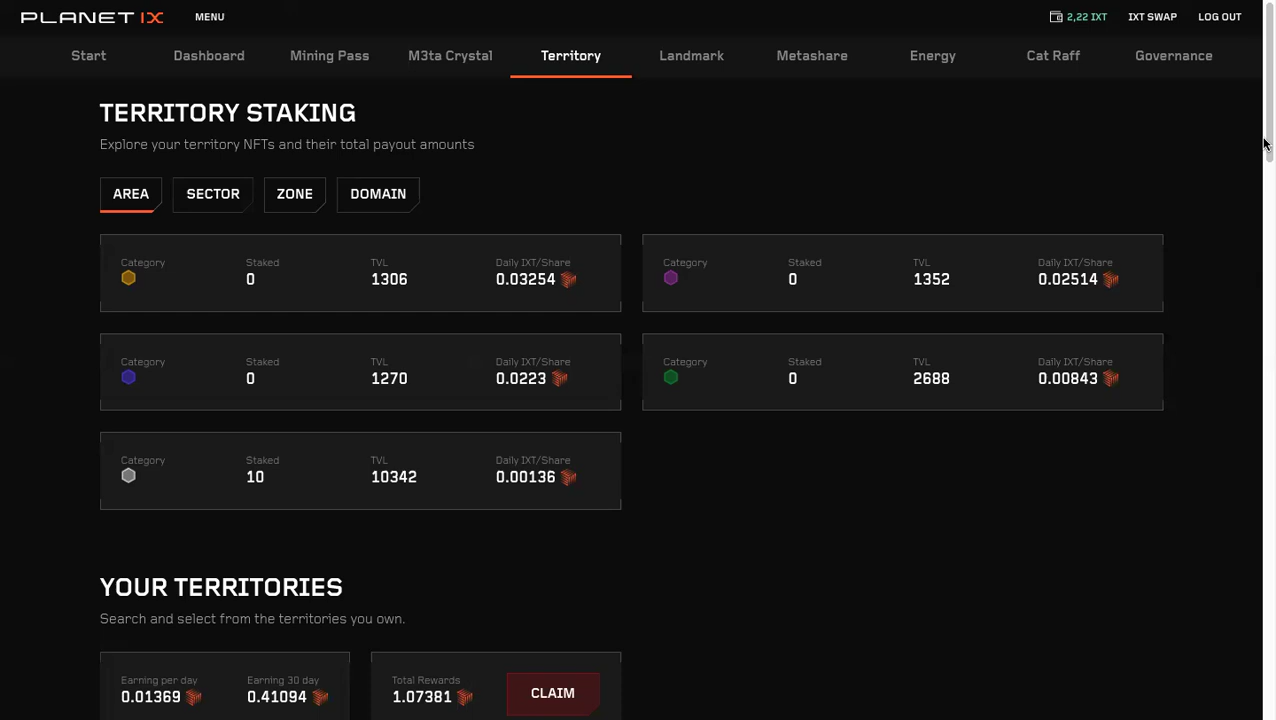 PLANET IX MENU 2,22 IXT IXT SWAP LOG OUT
Start Dashboard Mining Pass M3ta Crystal Territory Landmark Metashare Energy Cat Raff Governance
TERRITORY STAKING
Explore your territory NFTs and their total payout amounts
AREA SECTOR ZONE DOMAIN
Category Staked TVL Daily IXT/Share Category Staked TVL Daily IXT/Share
0 1306 0.03254 0 1352 0.02514
Category Staked TVL Daily IXT/Share Category Staked TVL Daily IXT/Share
0 1270 0.0223 0 2688 0.00843
Category Staked TVL Daily IXT/Share
10 10342 0.00136
YOUR TERRITORIES
Search and select from the territories you own.
Earning per day Earning 30 day Total Rewards
0.01369 0.41094 1.07381 CLAIM